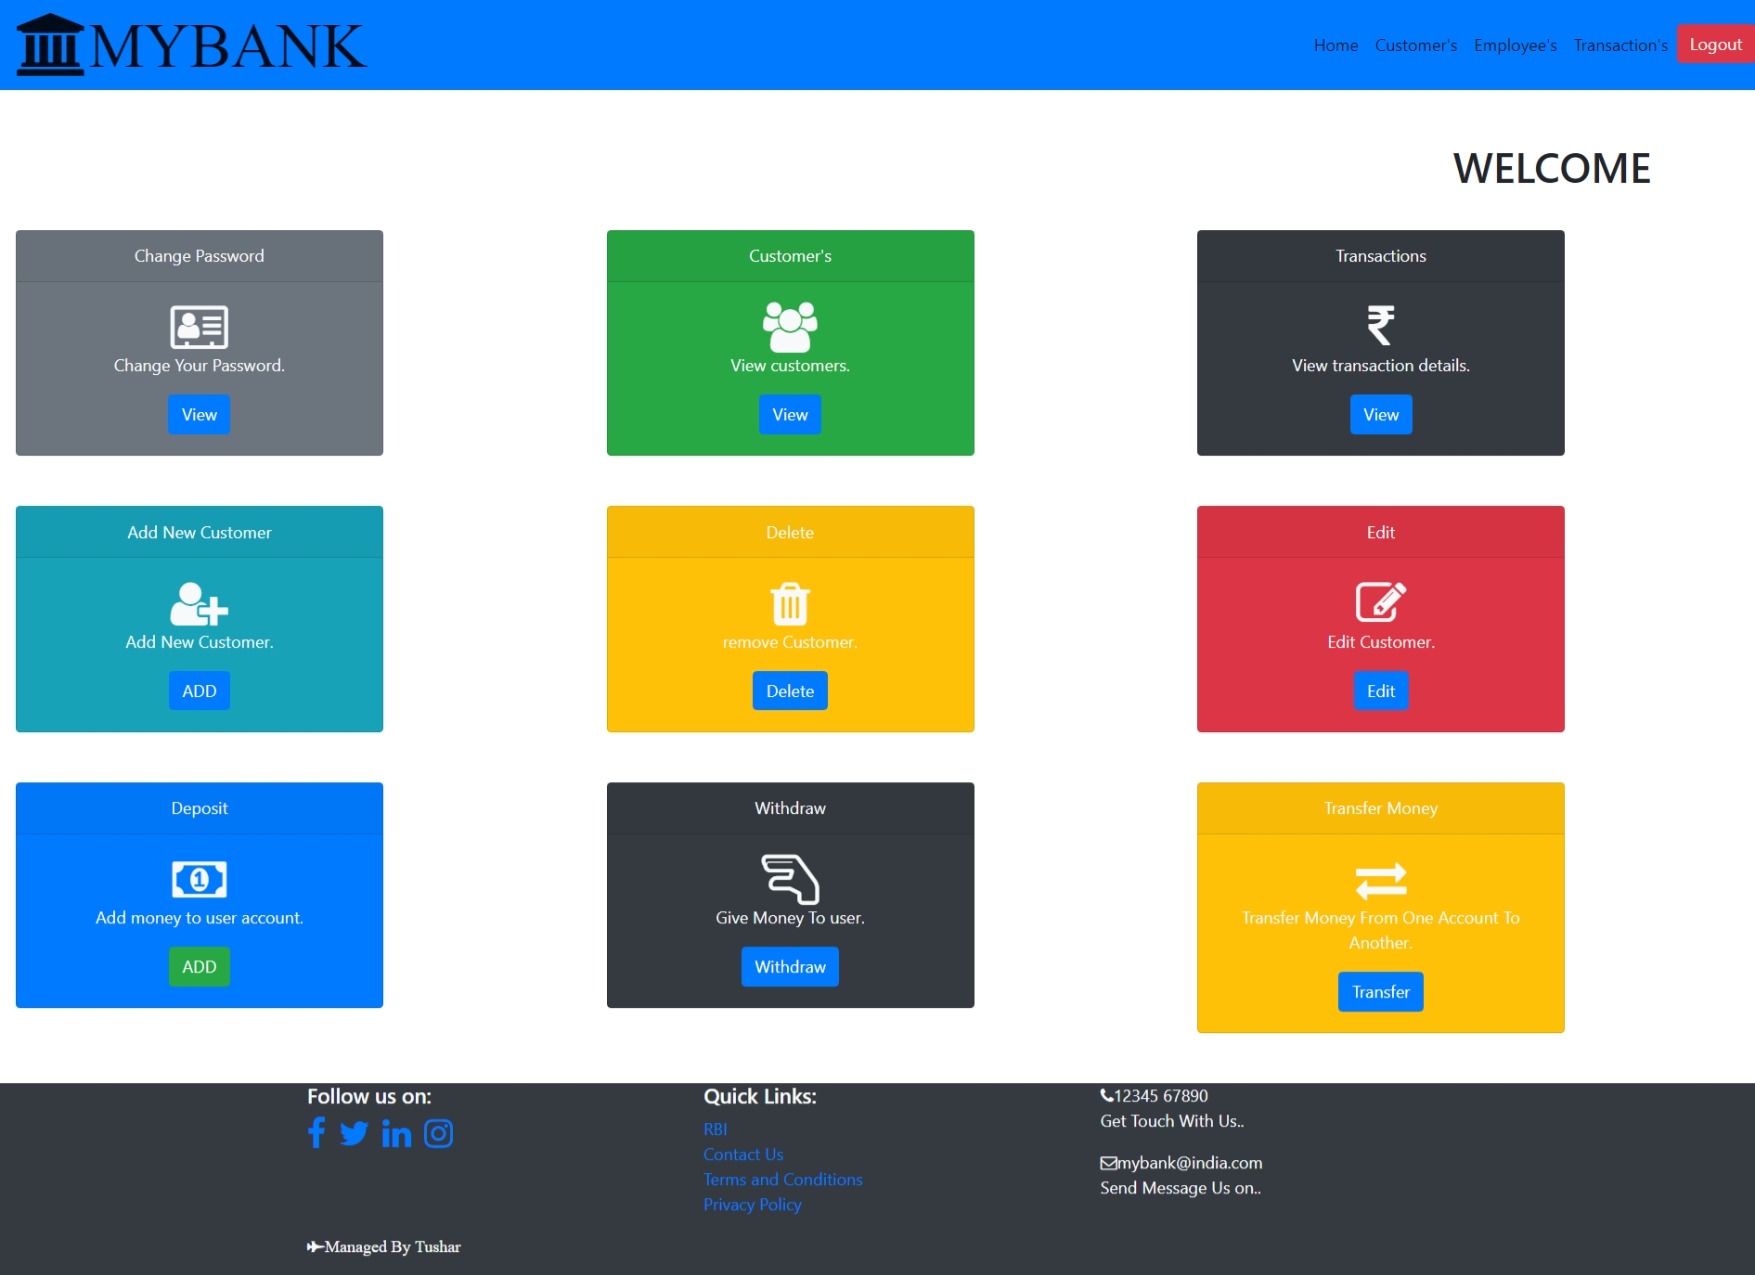 MYBANK
Home Customer's Employee's Transaction's Logout
WELCOME
Change Password
Change Your Password.
View
Customer's
View customers.
View
Transactions
View transaction details.
View
Add New Customer
Add New Customer.
ADD
Delete
remove Customer.
Delete
Edit
Edit Customer.
Edit
Deposit
1
Add money to user account.
ADD
Withdraw
Give Money To user.
Withdraw
Transfer Money
Transfer Money From One Account To
Another.
Transfer
Follow us on:
Quick Links:
RBI
Contact Us
Terms and Conditions
Privacy Policy
12345 67890
Get Touch With Us..
mybank@india.com
Send Message Us on..
Managed By Tushar